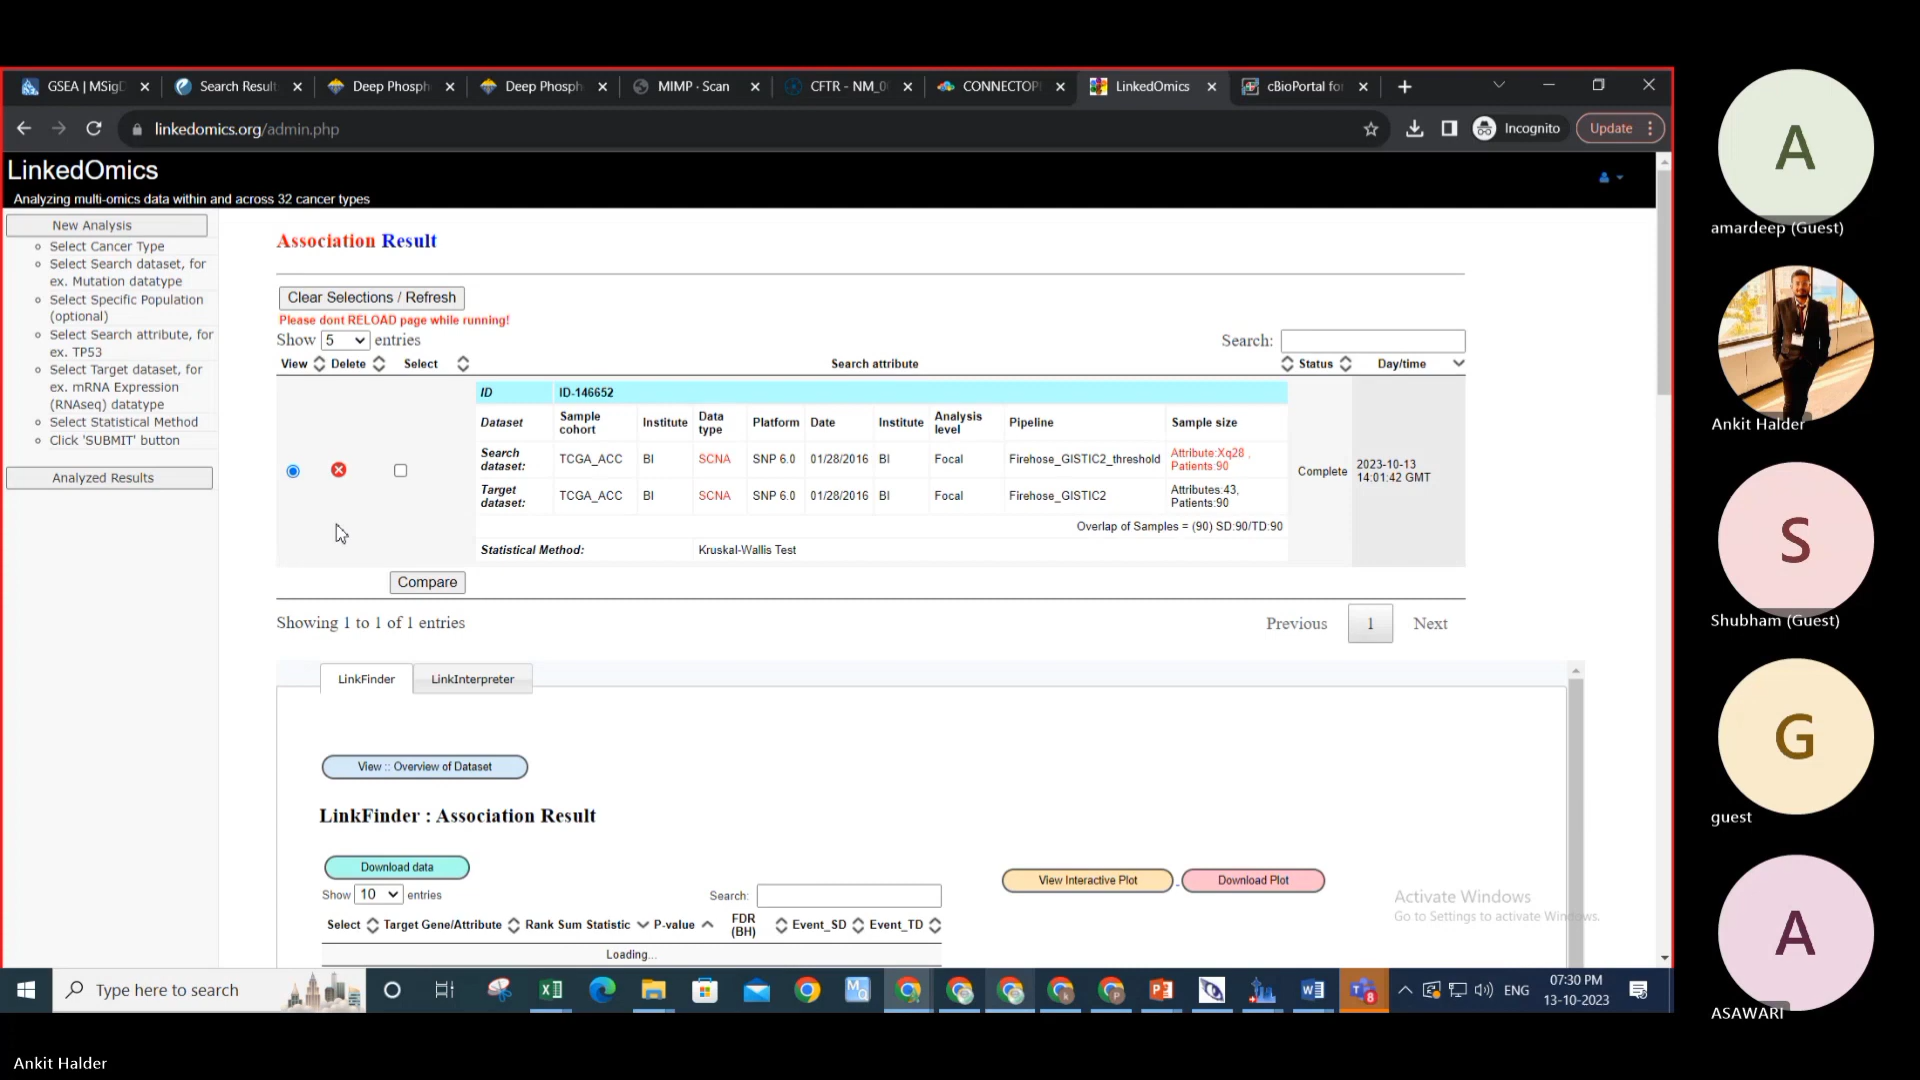 GSEA | MSigD
Search Result
Deep Phosph
Deep Phosph
MIMP · Scan
CFTR - NM_0
CONNECTOP
LinkedOmics
cBioPortal fo
linkedomics.org/admin.php
Incognito
Update
LinkedOmics
Analyzing multi-omics data within and across 32 cancer types
New Analysis
Select Cancer Type
Select Search dataset, for
ex. Mutation datatype
Select Specific Population
(optional)
Select Search attribute, for
ex. TP53
Select Target dataset, for
ex. mRNA Expression
(RNAseq) datatype
Select Statistical Method
Click 'SUBMIT' button
Analyzed Results
Association Result
Clear Selections / Refresh
Please dont RELOAD page while running!
Show 5 entries
Search:
View Delete Select Search attribute Status Day/time
ID ID-146652
Dataset Sample cohort Institute Data type Platform Date Institute Analysis level Pipeline Sample size
Search dataset: TCGA_ACC BI SCNA SNP 6.0 01/28/2016 BI Focal Firehose_GISTIC2_threshold Attribute:Xq28 , Patients:90
Target dataset: TCGA_ACC BI SCNA SNP 6.0 01/28/2016 BI Focal Firehose_GISTIC2 Attributes:43, Patients:90
Overlap of Samples = (90) SD:90/TD:90
Statistical Method: Kruskal-Wallis Test
Complete
2023-10-13
14:01:42 GMT
Compare
Showing 1 to 1 of 1 entries
Previous 1 Next
LinkFinder LinkInterpreter
View :: Overview of Dataset
LinkFinder : Association Result
Download data
View Interactive Plot
Download Plot
Show 10 entries
Search:
Select Target Gene/Attribute Rank Sum Statistic P-value FDR (BH) Event_SD Event_TD
Loading...
Activate Windows
Go to Settings to activate Windows.
Type here to search
ENG
07:30 PM
13-10-2023
A
amardeep (Guest)
Ankit Halder
S
Shubham (Guest)
G
guest
A
ASAWARI
Ankit Halder